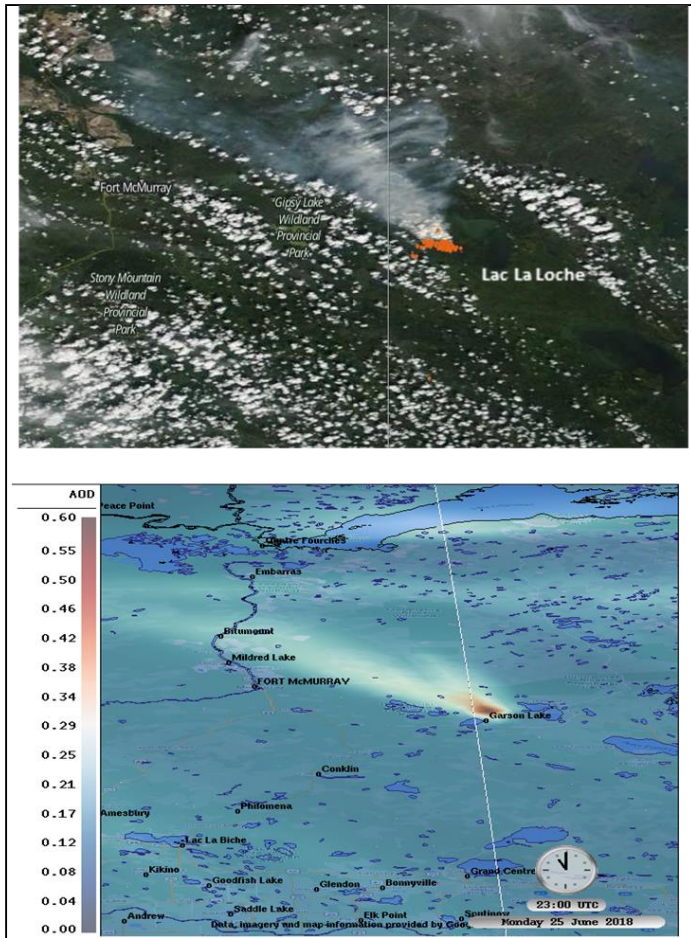 Fort McMurray
Gipsy Lake
Wildland
Provincial
Park
Lac La Loche
Stony Mountain
Wildland
Provincial
Park
AOD
0.60
0.55
0.50
0.46
0.42
0.38
0.34
0.29
0.25
0.21
0.17
0.12
0.08
0.04
0.00
Peace Point
Fourches
Embarras
Bitumont
Mildred Lake
FORT McMURRAY
Garson Lake
Conklin
Philomena
Amesbury
Lac La Biche
Kikino
Goodfish Lake
Glendon
Bonnyville
Grand Centre
Saddle Lake
Andrew
Elk Point
23:00 UTC
Monday 25 June 2018
Data, imagery and map information provided by